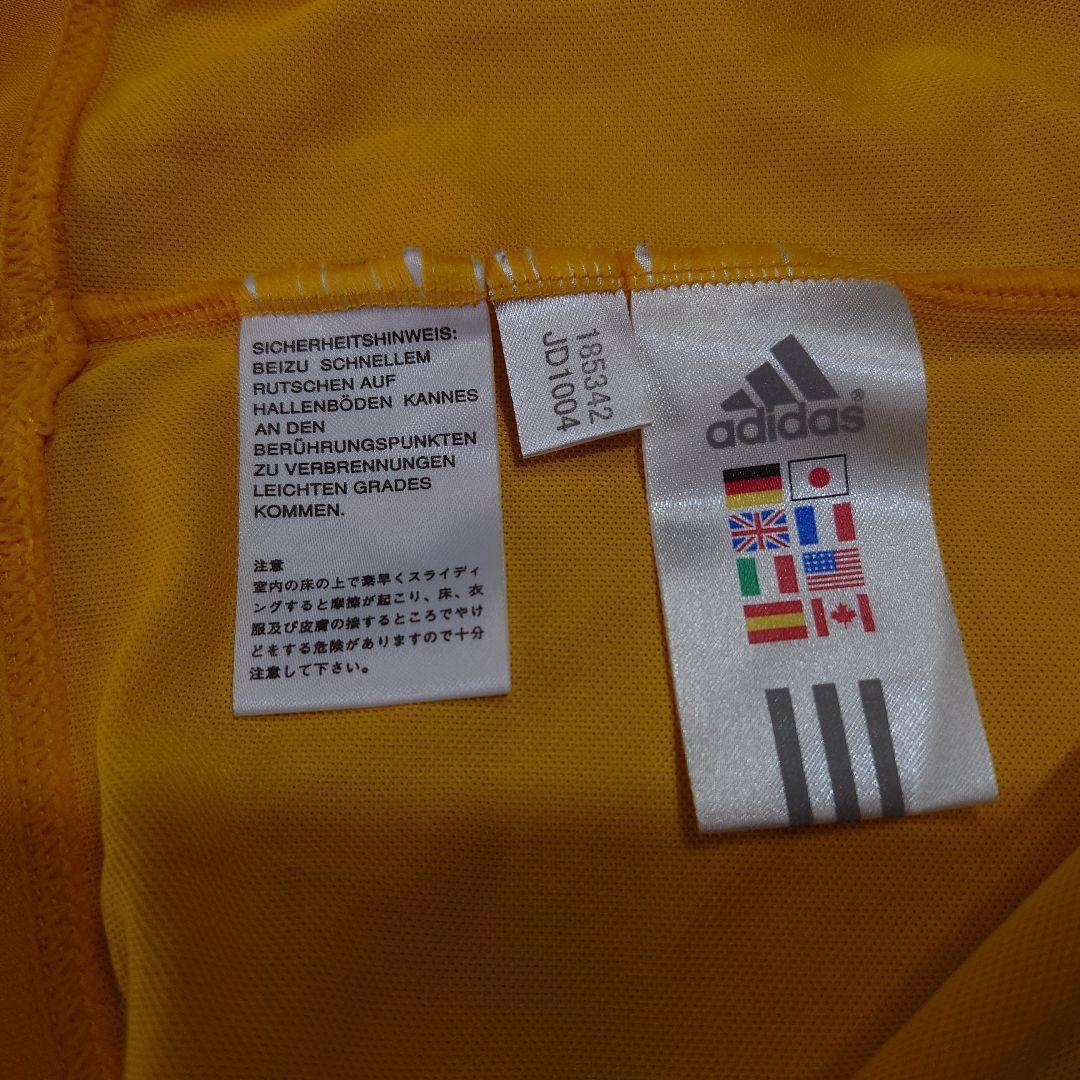 SICHERHEITSHINWEIS:
BEIZU SCHNELLEM
RUTSCHEN AUF
HALLENBÖDEN KANNES
AN DEN
BERÜHRUNGSPUNKTEN
ZU VERBRENNUNGEN
LEICHTEN GRADES
KOMMEN.
注意
室内の床の上で素早くスライディ
ングすると摩擦が起こり、床、衣
服及び皮膚の接するところでやけ
どをする危険がありますので十分
注意して下さい。
185342
JD1004
adidas®